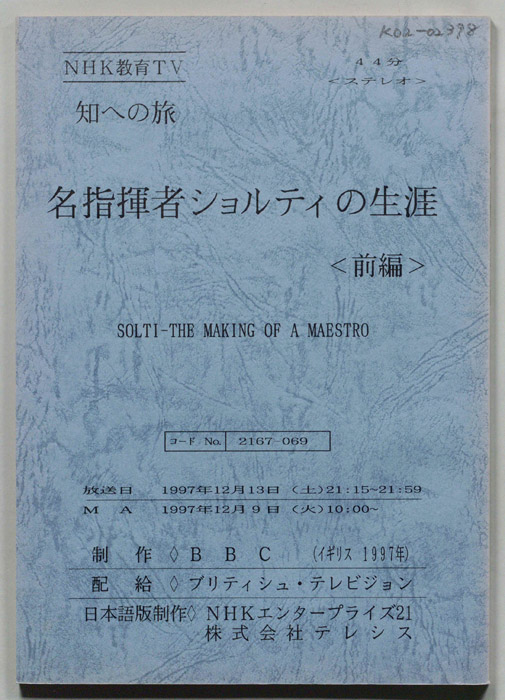 K02-02398
NHK教育TV
44分
<ステレオ>
知への旅
名指揮者ショルティの生涯
<前編>
SOLTI-THE MAKING OF A MAESTRO
コード No. 2167-069
放送日 1997年12月13日 (土)21:15~21:59
MA 1997年12月9日 (火)10:00~
制作◇BBC (イギリス 1997年)
配給◇ブリティシュ・テレビジョン
日本語版制作◇NHKエンタープライズ21
株式会社テレシス